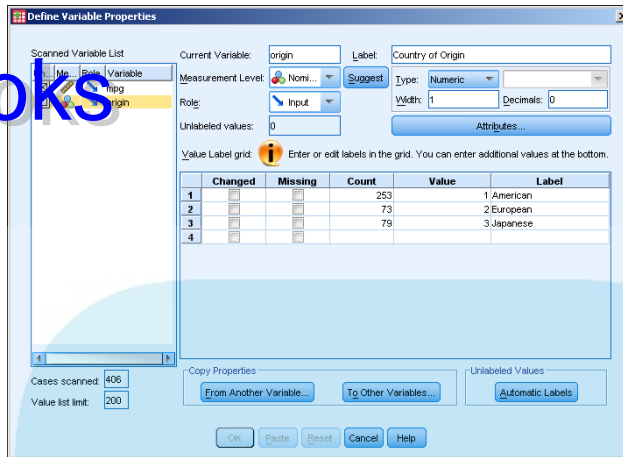 Define Variable Properties
Scanned Variable List
Current Variable: origin Label: Country of Origin
Me... Role Variable
mpg
origin
Measurement Level: Nomi... Suggest Type: Numeric
Width: 1 Decimals: 0
Role: Input
Unlabeled values: 0 Attributes...
oks
Value Label grid: i Enter or edit labels in the grid. You can enter additional values at the bottom.
Changed Missing Count Value Label
1 253 1 American
2 73 2 European
3 79 3 Japanese
4
Cases scanned: 406
Value list limit: 200
Copy Properties
From Another Variable... To Other Variables...
Unlabeled Values
Automatic Labels
OK Paste Reset Cancel Help